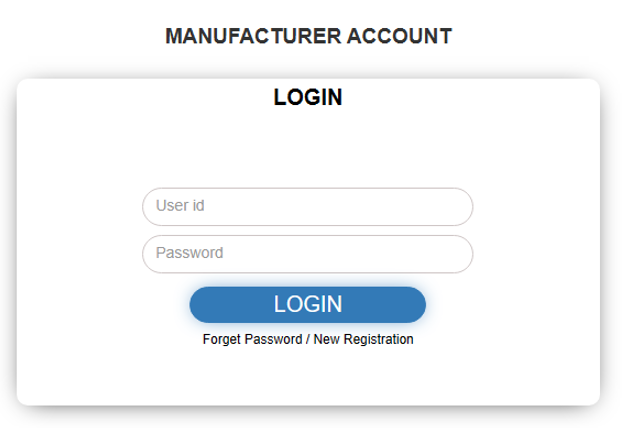 MANUFACTURER ACCOUNT
LOGIN
User id
Password
LOGIN
Forget Password / New Registration